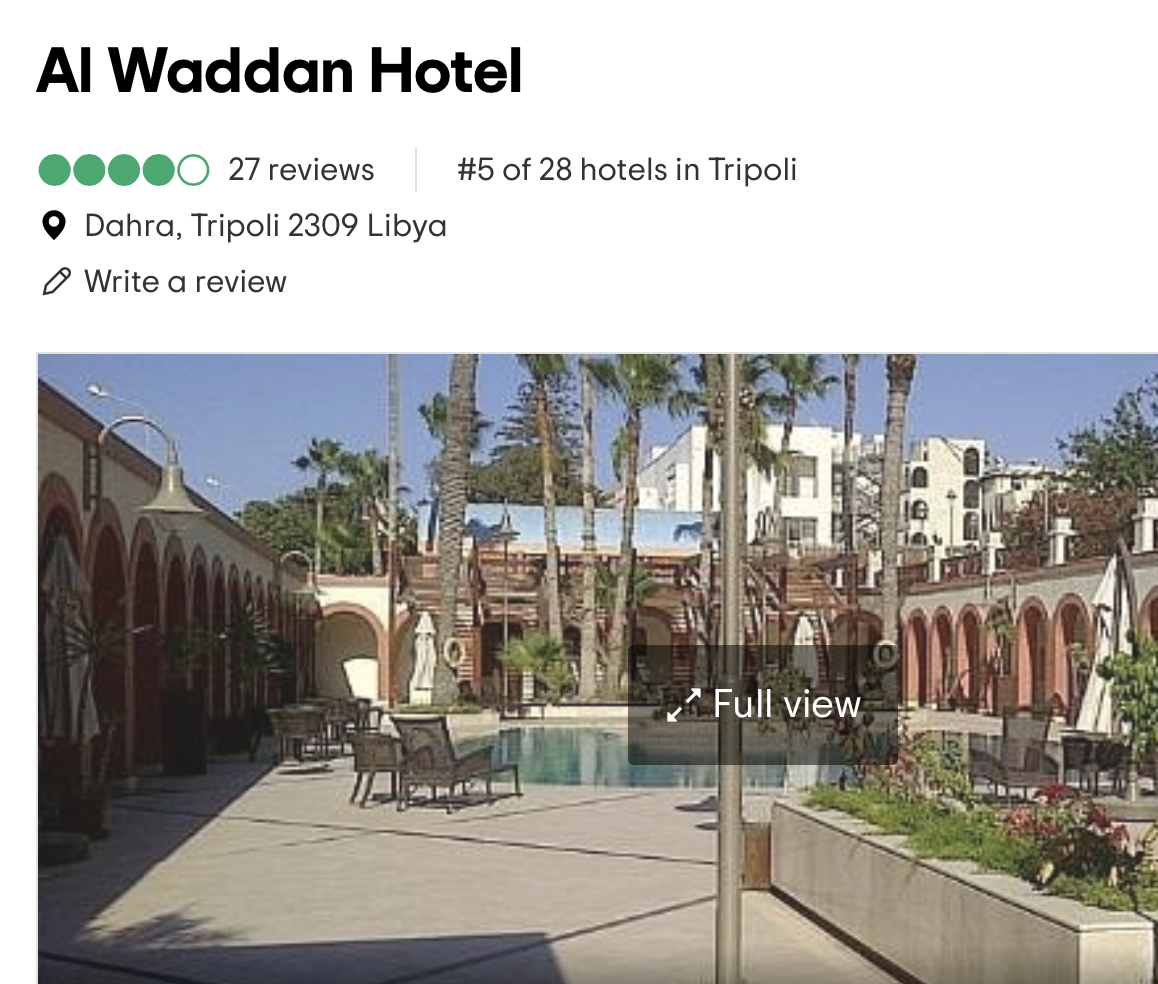 Al Waddan Hotel
27 reviews #5 of 28 hotels in Tripoli
Dahra, Tripoli 2309 Libya
Write a review
Full view